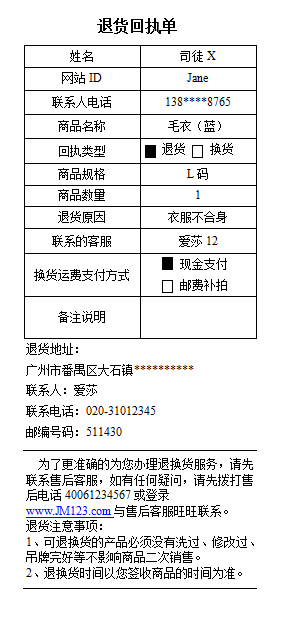 退货回执单
姓名 司徒 X
网站 ID Jane
联系人电话 138****8765
商品名称 毛衣（蓝）
回执类型 ■ 退货 □ 换货
商品规格 L 码
商品数量 1
退货原因 衣服不合身
联系的客服 爱莎 12
换货运费支付方式 ■ 现金支付
□ 邮费补拍
备注说明
退货地址：
广州市番禺区大石镇**********
联系人：爱莎
联系电话：020-31012345
邮编号码：511430
为了更准确的为您办理退换货服务，请先
联系售后客服，如有任何疑问，请先拨打售
后电话 40061234567 或登录
www.JM123.com 与售后客服旺旺联系。
退货注意事项：
1、可退换货的产品必须没有洗过、修改过、
吊牌完好等不影响商品二次销售。
2、退换货时间以您签收商品的时间为准。